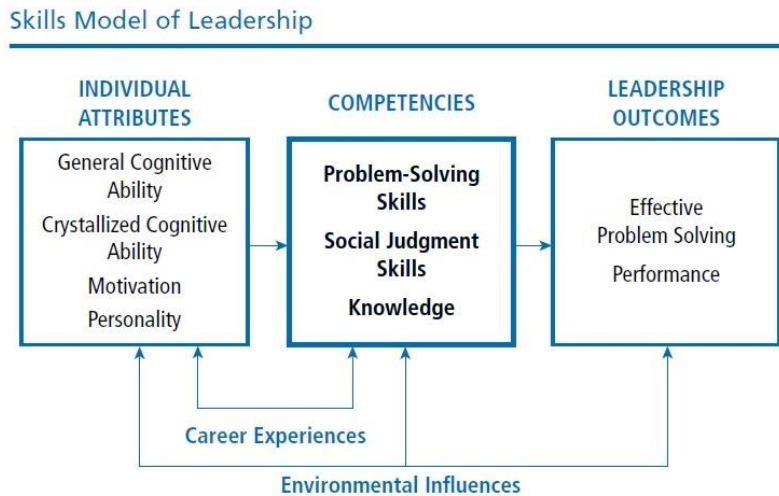 Skills Model of Leadership
INDIVIDUAL
ATTRIBUTES
General Cognitive
Ability
Crystallized Cognitive
Ability
Motivation
Personality
COMPETENCIES
Problem-Solving
Skills
Social Judgment
Skills
Knowledge
LEADERSHIP
OUTCOMES
Effective
Problem Solving
Performance
Career Experiences
Environmental Influences